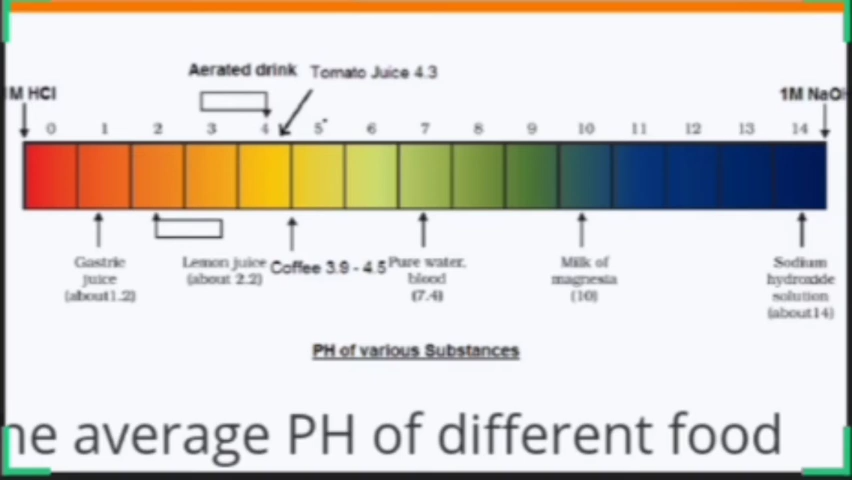 Aerated drink
Tomato Juice 4.3
M HCl
1M NaOH
0 1 2 3 4 5 6 7 8 9 10 11 12 13 14
Gastric
juice
(about1.2)
Lemon juice
(about 2.2)
Coffee 3.9 - 4.5
Pure water,
blood
(7.4)
Milk of
magnesia
(10)
Sodium
hydroxide
solution
(about14)
PH of various Substances
ne average PH of different food